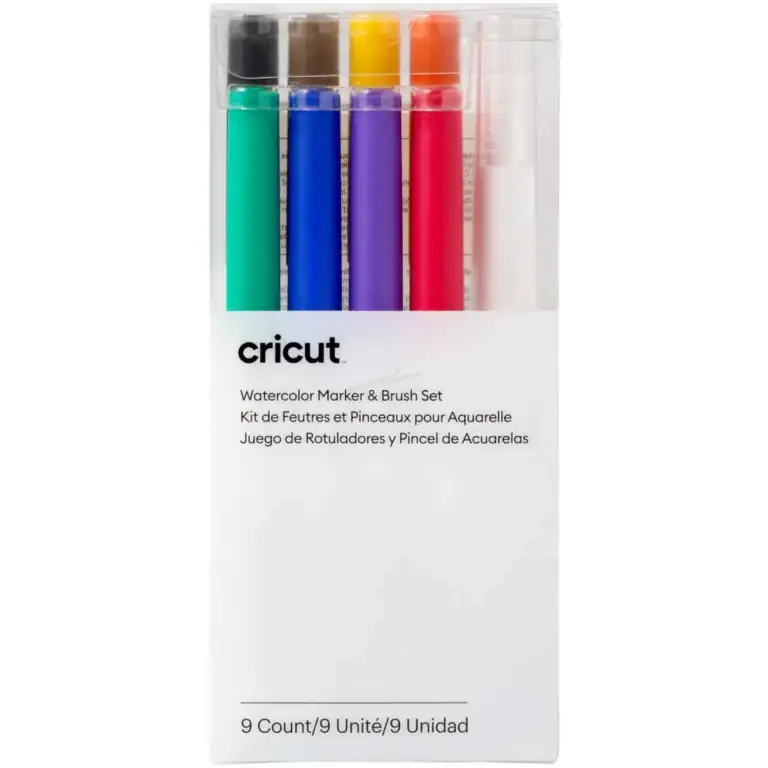 cricut
Watercolor Marker & Brush Set
Kit de Feutres et Pinceaux pour Aquarelle
Juego de Rotuladores y Pincel de Acuarelas
9 Count/9 Unité/9 Unidad